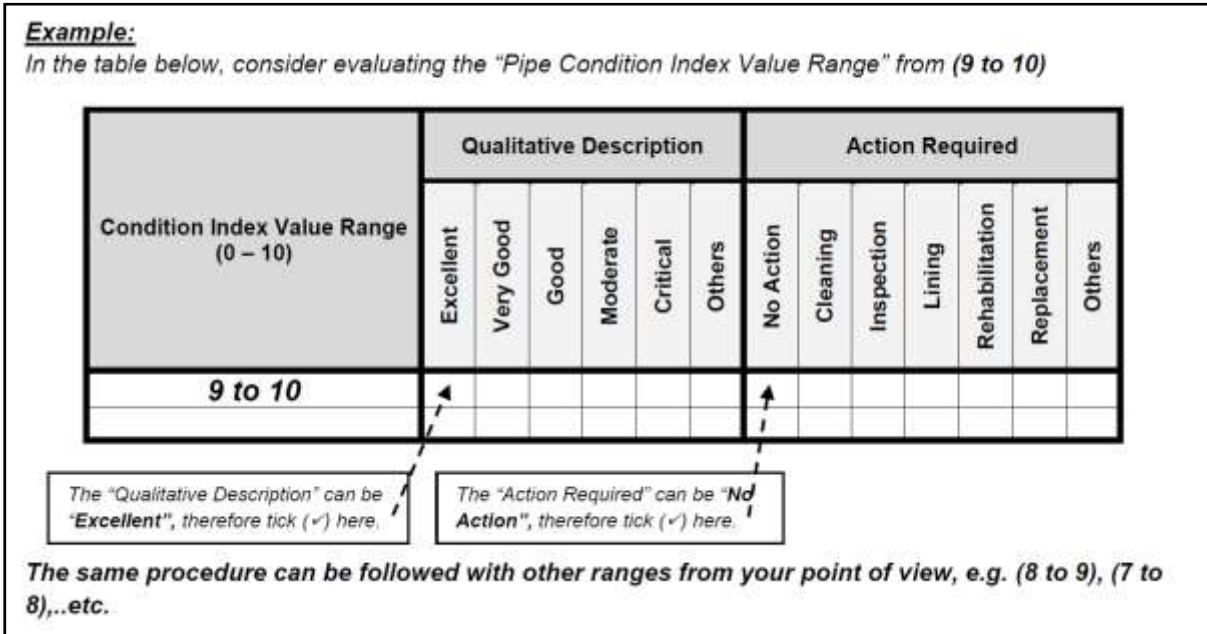 Example:
In the table below, consider evaluating the “Pipe Condition Index Value Range” from (9 to 10)
Condition Index Value Range
(0 – 10)
Qualitative Description
Action Required
Excellent
Very Good
Good
Moderate
Critical
Others
No Action
Cleaning
Inspection
Lining
Rehabilitation
Replacement
Others
9 to 10
The “Qualitative Description” can be
“Excellent”, therefore tick (✓) here.
The “Action Required” can be “No
Action”, therefore tick (✓) here.
The same procedure can be followed with other ranges from your point of view, e.g. (8 to 9), (7 to
8),..etc.